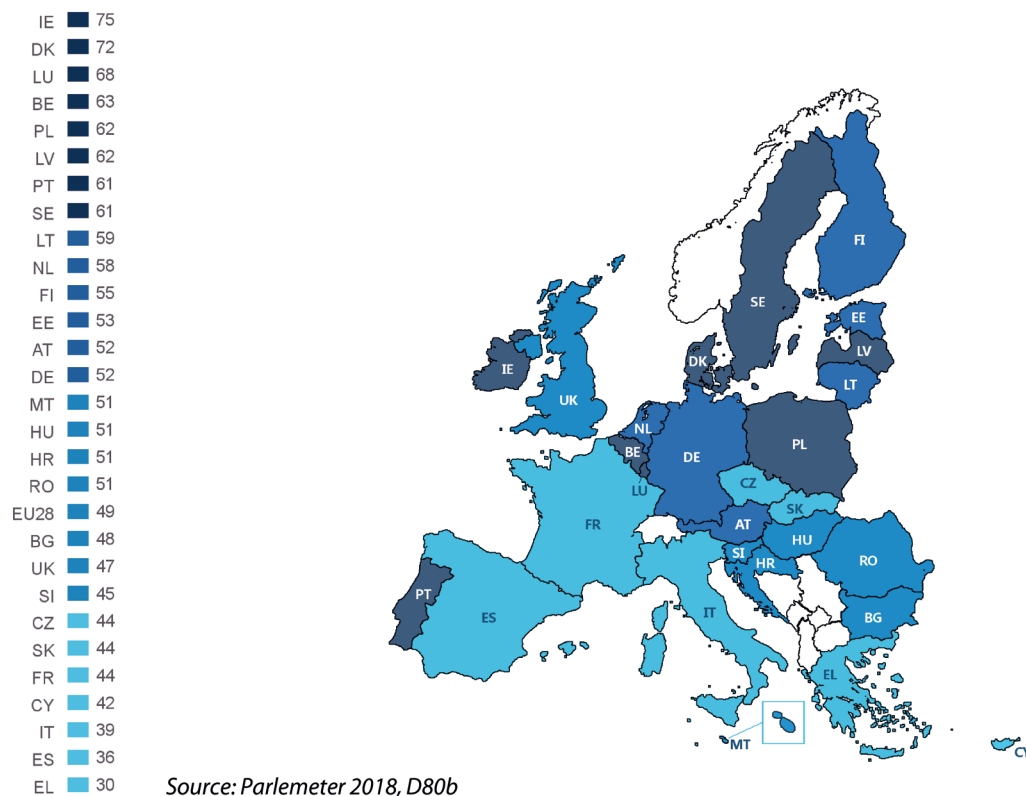 IE 75
DK 72
LU 68
BE 63
PL 62
LV 62
PT 61
SE 61
LT 59
NL 58
FI 55
EE 53
AT 52
DE 52
MT 51
HU 51
HR 51
RO 51
EU28 49
BG 48
UK 47
SI 45
CZ 44
SK 44
FR 44
CY 42
IT 39
ES 36
EL 30
FI
SE
EE
LV
DK
LT
IE
UK
NL
PL
BE
DE
LU
CZ
SK
FR
AT
HU
SI
HR
RO
PT
ES
IT
BG
EL
MT
CY
Source: Parlemeter 2018, D80b